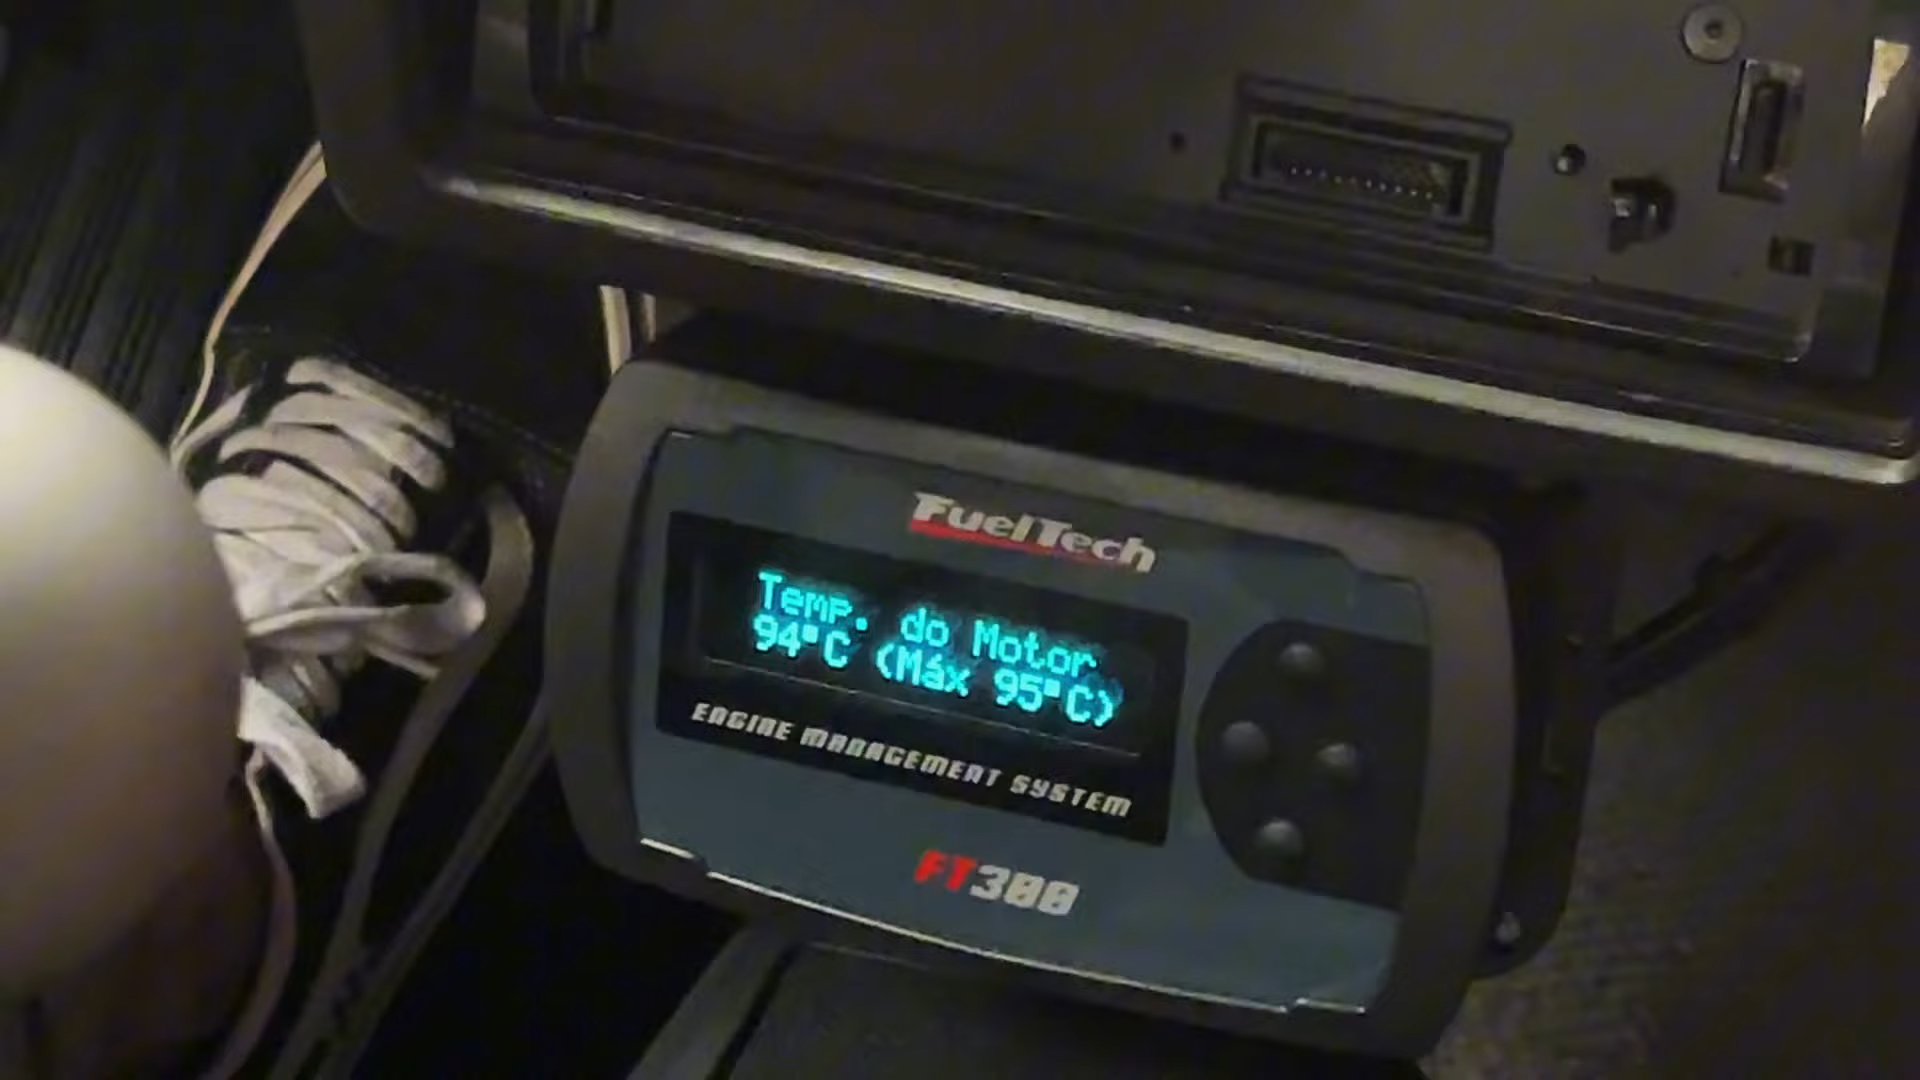 FuelTech
Temp. do Motor
94°C (Máx 95°C)
ENGINE MANAGEMENT SYSTEM
FT300